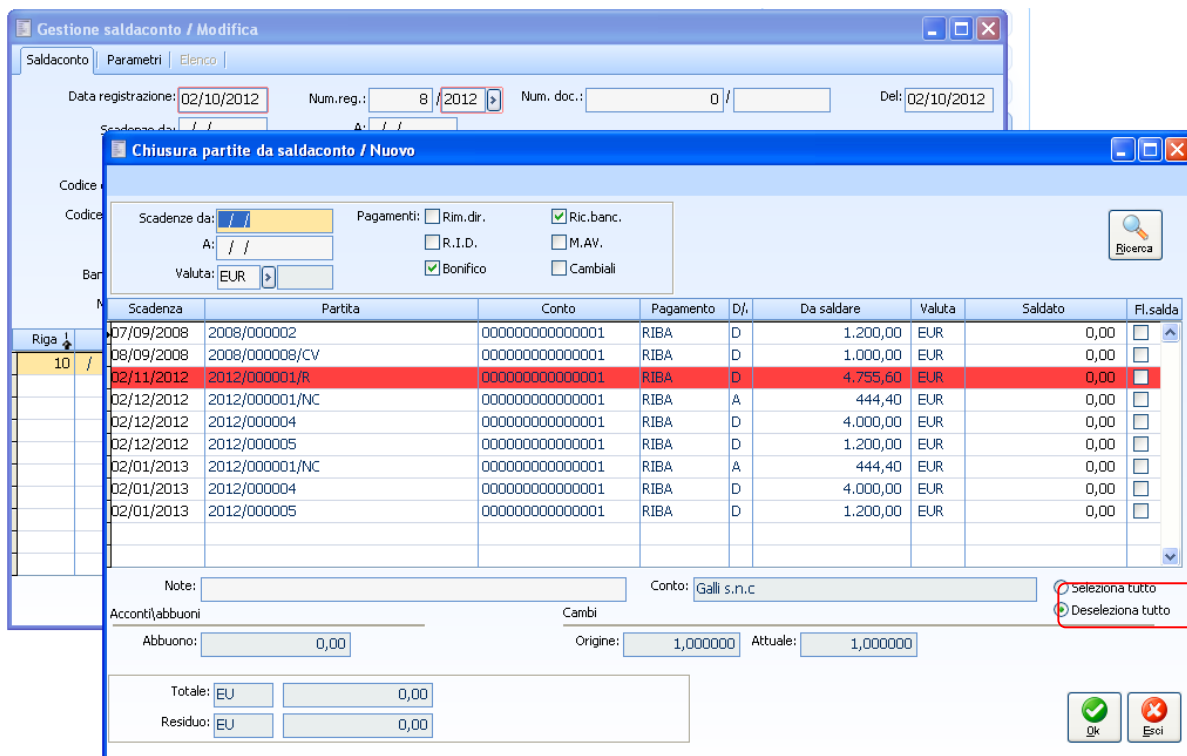 Gestione saldaconto / Modifica
Saldaconto Parametri Elenco
Data registrazione: 02/10/2012 Num.reg.: 8 / 2012 Num. doc.: 0 / Del: 02/10/2012
Scadenze da: / / A: / /
Chiusura partite da saldaconto / Nuovo
Codice
Codice
Riga
10 /
Scadenze da: / / Pagamenti: Rim.dir. Ric.banc.
A: / / R.I.D. M.AV.
Valuta: EUR Bonifico Cambiali
Ricerca
Scadenza Partita Conto Pagamento D/. Da saldare Valuta Saldato Fl.salda
07/09/2008 2008/000002 000000000000001 RIBA D 1.200,00 EUR 0,00
08/09/2008 2008/000008/CV 000000000000001 RIBA D 1.000,00 EUR 0,00
02/11/2012 2012/000001/R 000000000000001 RIBA D 4.755,60 EUR 0,00
02/12/2012 2012/000001/NC 000000000000001 RIBA A 444,40 EUR 0,00
02/12/2012 2012/000004 000000000000001 RIBA D 4.000,00 EUR 0,00
02/12/2012 2012/000005 000000000000001 RIBA D 1.200,00 EUR 0,00
02/01/2013 2012/000001/NC 000000000000001 RIBA A 444,40 EUR 0,00
02/01/2013 2012/000004 000000000000001 RIBA D 4.000,00 EUR 0,00
02/01/2013 2012/000005 000000000000001 RIBA D 1.200,00 EUR 0,00
Note: Conto: Galli s.n.c Seleziona tutto
Acconti\abbuoni Cambi Deseleziona tutto
Abbuono: 0,00 Origine: 1,000000 Attuale: 1,000000
Totale: EU 0,00
Residuo: EU 0,00
Ok Esci